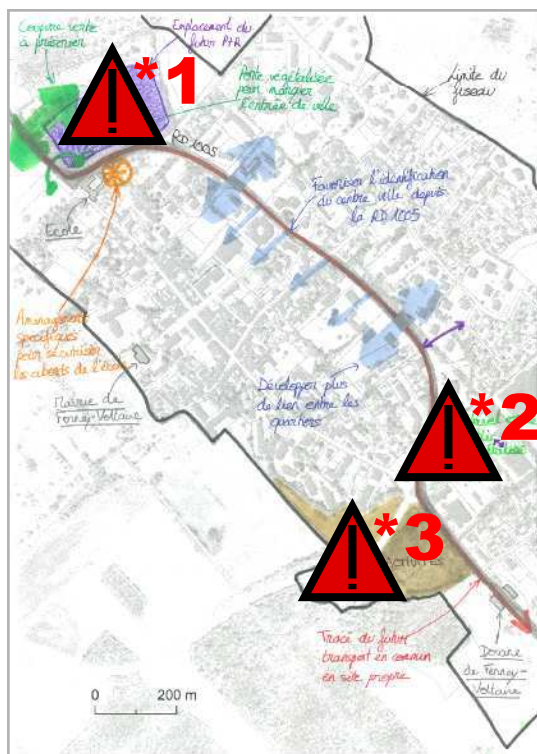 Coupure verte
à préserver
Emplacement du
futur P+R
*1
Porte végétalisée
pour marquer
l'entrée de ville
Limite du
fuseau
RD 1005
Favoriser l'identification
du centre ville depuis
la RD 1005
Ecole
Aménagements
spécifiques
pour sécuriser
les abords de l'école
Mairie de
Ferney-Voltaire
Développer plus
de lien entre les
quartiers
*2
*3
Tracé du futur
transport en commun
en site propre
Douane
de Ferney-
Voltaire
0 200 m